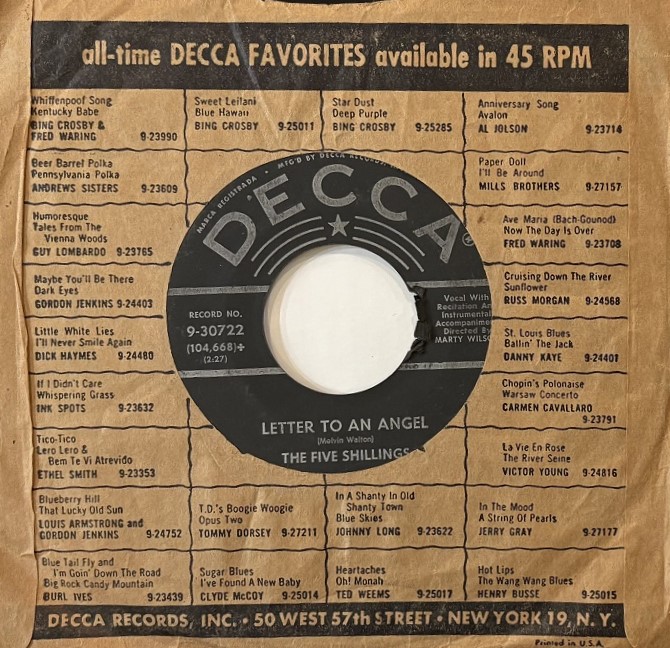 all-time DECCA FAVORITES available in 45 RPM
Whiffenpoof Song
Kentucky Babe
BING CROSBY &
FRED WARING 9-23990
Sweet Leilani
Blue Hawaii
BING CROSBY 9-25011
Star Dust
Deep Purple
BING CROSBY 9-25285
Anniversary Song
Avalon
AL JOLSON 9-23714
Beer Barrel Polka
Pennsylvania Polka
ANDREWS SISTERS 9-23609
Paper Doll
I'll Be Around
MILLS BROTHERS 9-27157
Humoresque
Tales From The
Vienna Woods
GUY LOMBARDO 9-23765
Ave Maria (Bach-Gounod)
Now The Day Is Over
FRED WARING 9-23708
Maybe You'll Be There
Dark Eyes
GORDON JENKINS 9-24403
Cruising Down The River
Sunflower
RUSS MORGAN 9-24568
Little White Lies
I'll Never Smile Again
DICK HAYMES 9-24480
St. Louis Blues
Ballin' The Jack
DANNY KAYE 9-24401
If I Didn't Care
Whispering Grass
INK SPOTS 9-23632
Chopin's Polonaise
Warsaw Concerto
CARMEN CAVALLARO
9-23791
Tico-Tico
Lero Lero &
Bem Te Vi Atrevido
ETHEL SMITH 9-23353
La Vie En Rose
The River Seine
VICTOR YOUNG 9-24816
Blueberry Hill
That Lucky Old Sun
LOUIS ARMSTRONG and
GORDON JENKINS 9-24752
T.D.'s Boogie Woogie
Opus Two
TOMMY DORSEY 9-27211
In A Shanty In Old
Shanty Town
Blue Skies
JOHNNY LONG 9-23622
In The Mood
A String Of Pearls
JERRY GRAY 9-27177
Blue Tail Fly and
I'm Goin' Down The Road
Big Rock Candy Mountain
BURL IVES 9-23439
Sugar Blues
I've Found A New Baby
CLYDE McCOY 9-25014
Heartaches
Oh! Monah
TED WEEMS 9-25017
Hot Lips
The Wang Wang Blues
HENRY BUSSE 9-25015
DECCA RECORDS, INC. • 50 WEST 57th STREET • NEW YORK 19, N. Y.
Printed in U.S.A.
MARCA REGISTRADA • MFG'D BY DECCA RECORDS
DECCA®
RECORD NO.
9-30722
(104,668)+
(2:27)
Vocal With
Recitation
Instrumental
Accompaniment
Directed By
MARTY
LETTER TO AN ANGEL
(Melvin Walton)
THE FIVE SHILLINGS